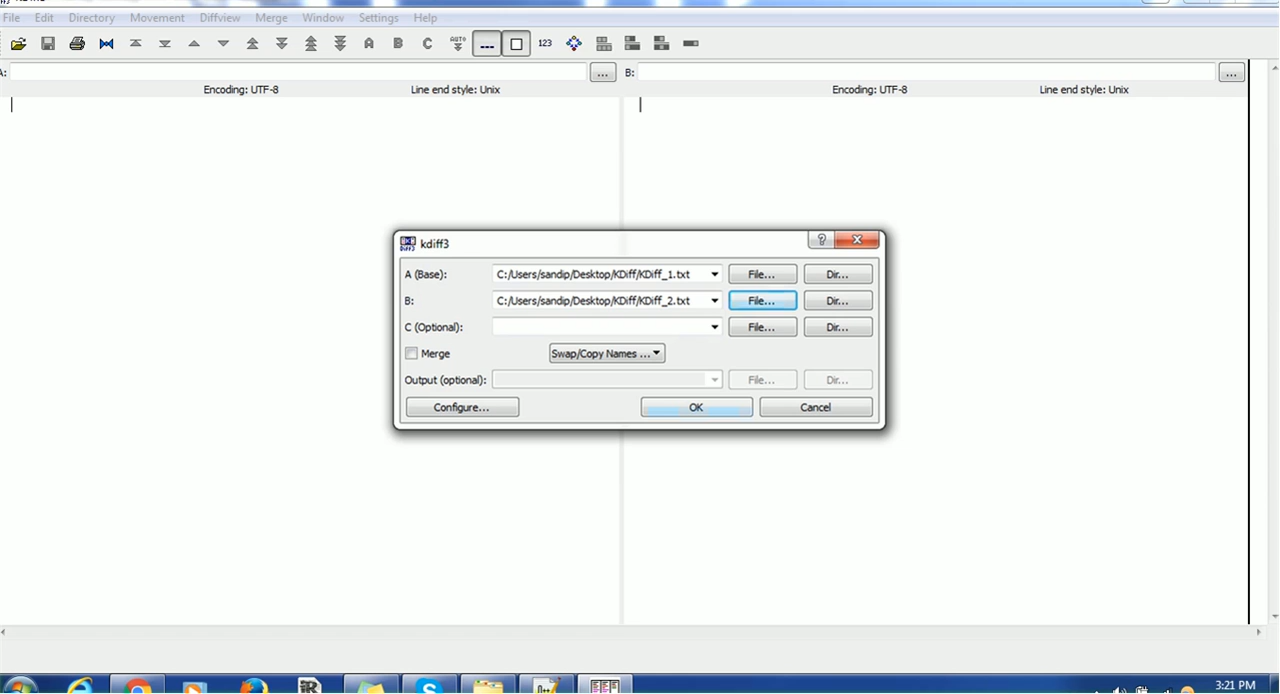 File Edit Directory Movement Diffview Merge Window Settings Help
A B C AUTO 123
A: ... B: ...
Encoding: UTF-8 Line end style: Unix Encoding: UTF-8 Line end style: Unix
kdiff3 ?
A (Base): C:/Users/sandip/Desktop/KDiff/KDiff_1.txt File... Dir...
B: C:/Users/sandip/Desktop/KDiff/KDiff_2.txt File... Dir...
C (Optional): File... Dir...
Merge Swap/Copy Names ...
Output (optional): File... Dir...
Configure... OK Cancel
3:21 PM